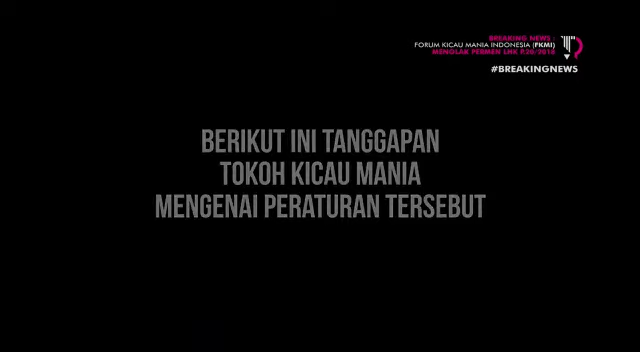 BREAKING NEWS :
FORUM KICAU MANIA INDONESIA (FKMI)
MENOLAK PERMEN LHK P.20/2018
#BREAKINGNEWS
BERIKUT INI TANGGAPAN
TOKOH KICAU MANIA
MENGENAI PERATURAN TERSEBUT